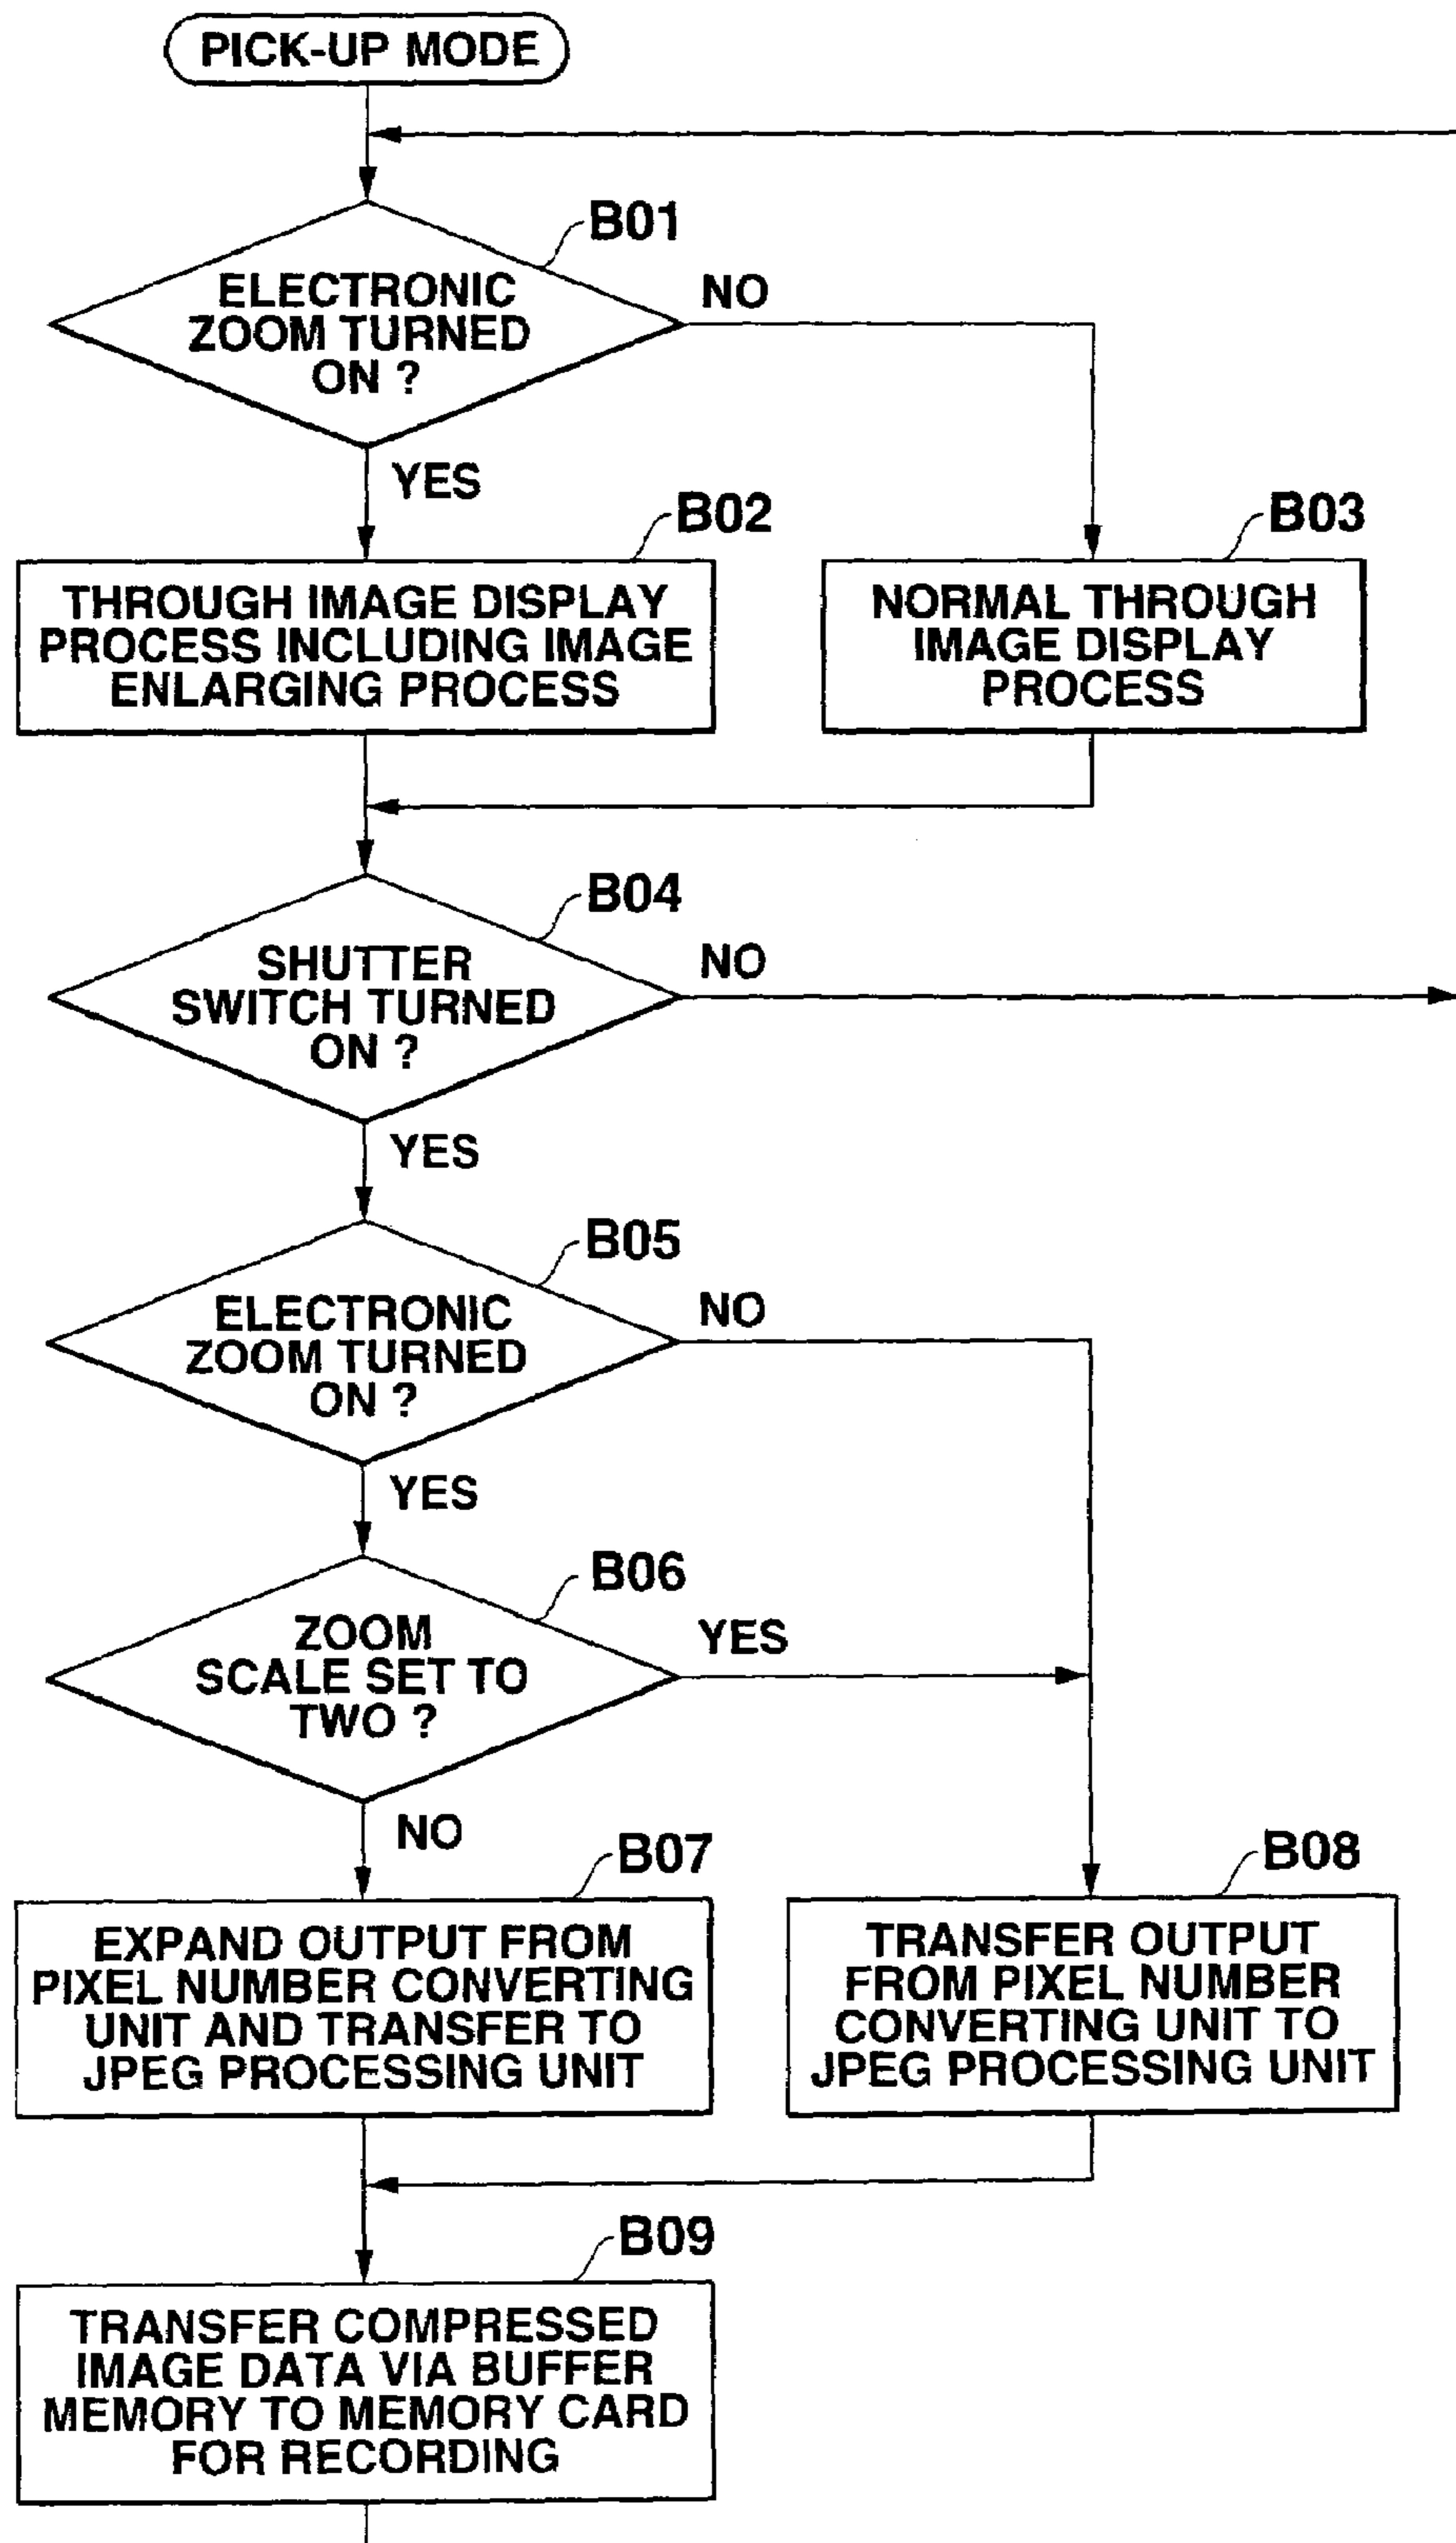 PICK-UP MODE
B01
ELECTRONIC
ZOOM TURNED
ON ?
NO
YES
B02
THROUGH IMAGE DISPLAY
PROCESS INCLUDING IMAGE
ENLARGING PROCESS
B03
NORMAL THROUGH
IMAGE DISPLAY
PROCESS
B04
SHUTTER
SWITCH TURNED
ON ?
NO
YES
B05
ELECTRONIC
ZOOM TURNED
ON ?
NO
YES
B06
ZOOM
SCALE SET TO
TWO ?
YES
NO
B07
EXPAND OUTPUT FROM
PIXEL NUMBER CONVERTING
UNIT AND TRANSFER TO
JPEG PROCESSING UNIT
B08
TRANSFER OUTPUT
FROM PIXEL NUMBER
CONVERTING UNIT TO
JPEG PROCESSING UNIT
B09
TRANSFER COMPRESSED
IMAGE DATA VIA BUFFER
MEMORY TO MEMORY CARD
FOR RECORDING